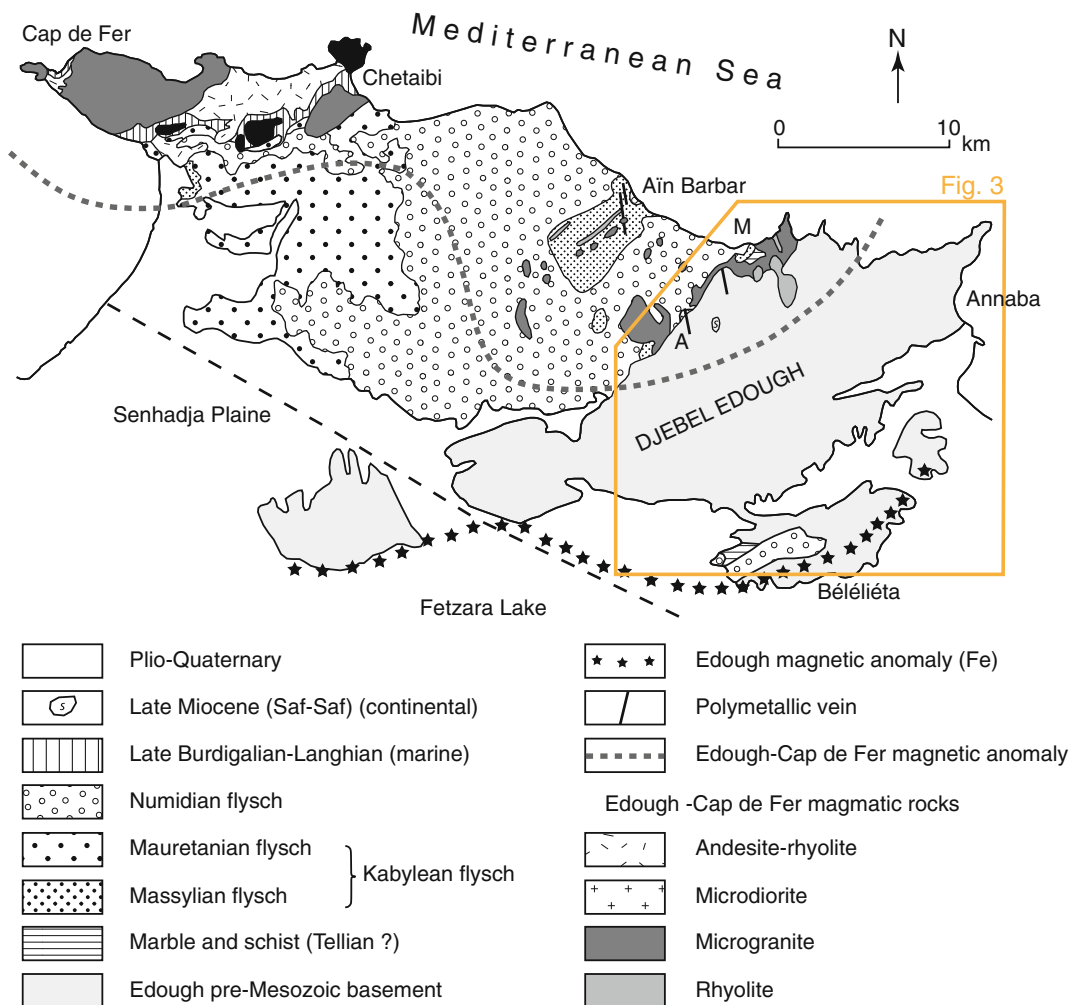 Cap de Fer
Mediterranean Sea
N
Chetaibi
0 10
km
Aïn Barbar
Fig. 3
M
Annaba
A
s
DJEBEL EDOUGH
Senhadja Plaine
Béléliéta
Fetzara Lake
Plio-Quaternary
s
Late Miocene (Saf-Saf) (continental)
Late Burdigalian-Langhian (marine)
Numidian flysch
Mauretanian flysch
Kabylean flysch
Massylian flysch
Marble and schist (Tellian ?)
Edough pre-Mesozoic basement
Edough magnetic anomaly (Fe)
Polymetallic vein
Edough-Cap de Fer magnetic anomaly
Edough -Cap de Fer magmatic rocks
Andesite-rhyolite
Microdiorite
Microgranite
Rhyolite